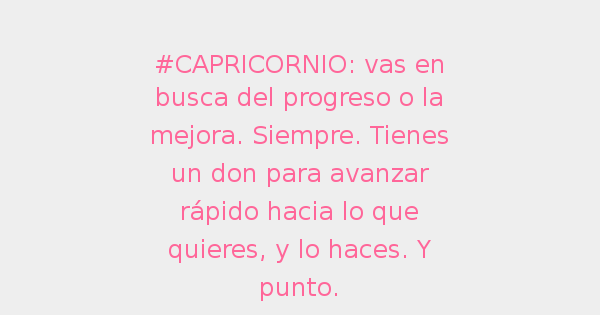 #CAPRICORNIO: vas en
busca del progreso o la
mejora. Siempre. Tienes
un don para avanzar
rápido hacia lo que
quieres, y lo haces. Y
punto.